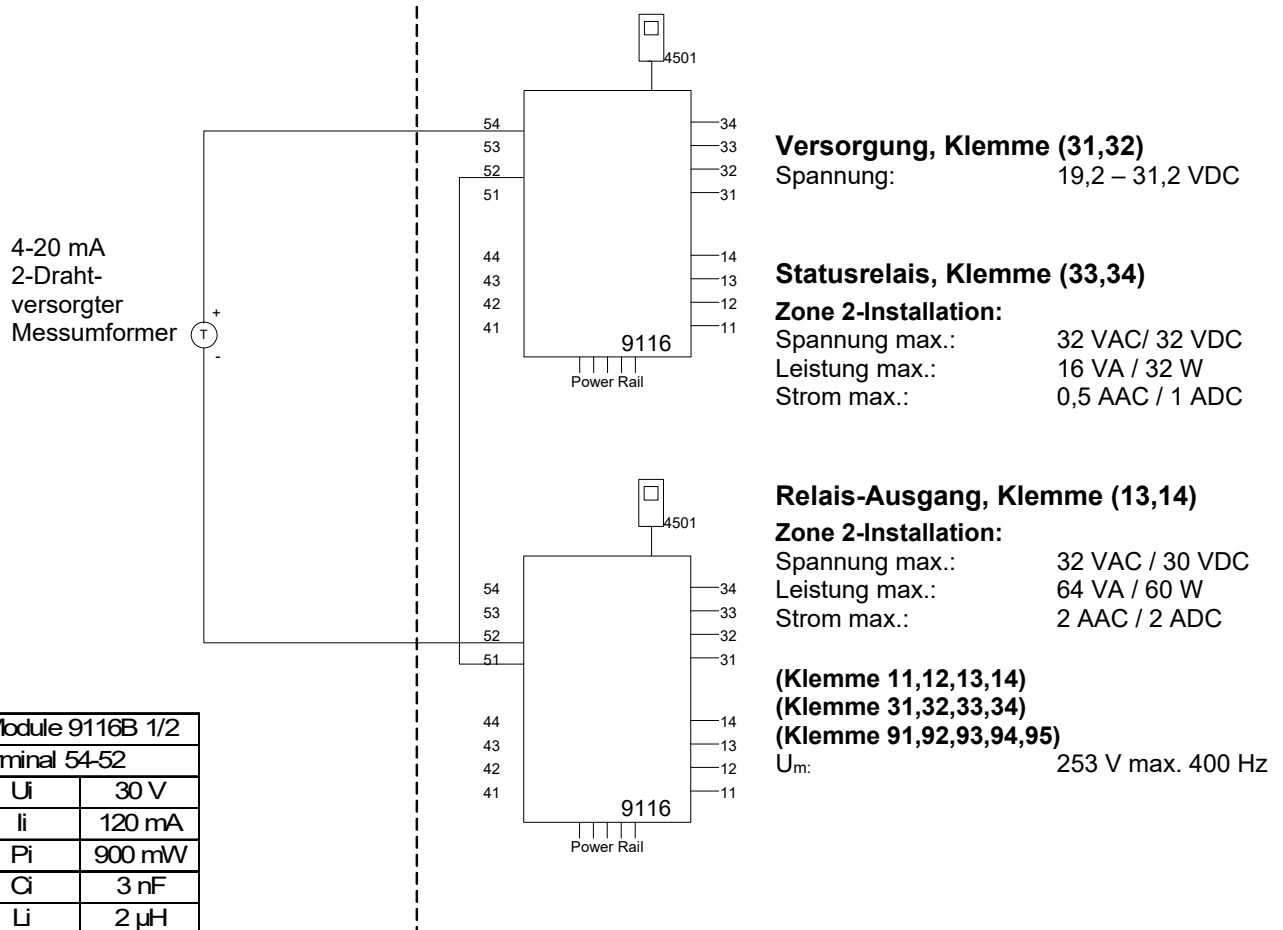 4501
54
53
52
51
44
43
42
41
34
33
32
31
14
13
12
11
9116
Power Rail
4-20 mA
2-Draht-
versorgter
Messumformer
+
T
-
Versorgung, Klemme (31,32)
Spannung: 19,2 – 31,2 VDC
Statusrelais, Klemme (33,34)
Zone 2-Installation:
Spannung max.: 32 VAC/ 32 VDC
Leistung max.: 16 VA / 32 W
Strom max.: 0,5 AAC / 1 ADC
4501
54
53
52
51
44
43
42
41
34
33
32
31
14
13
12
11
9116
Power Rail
Relais-Ausgang, Klemme (13,14)
Zone 2-Installation:
Spannung max.: 32 VAC / 30 VDC
Leistung max.: 64 VA / 60 W
Strom max.: 2 AAC / 2 ADC
(Klemme 11,12,13,14)
(Klemme 31,32,33,34)
(Klemme 91,92,93,94,95)
Um: 253 V max. 400 Hz
Module 9116B 1/2
minal 54-52
Ui 30 V
Ii 120 mA
Pi 900 mW
Ci 3 nF
Li 2 µH